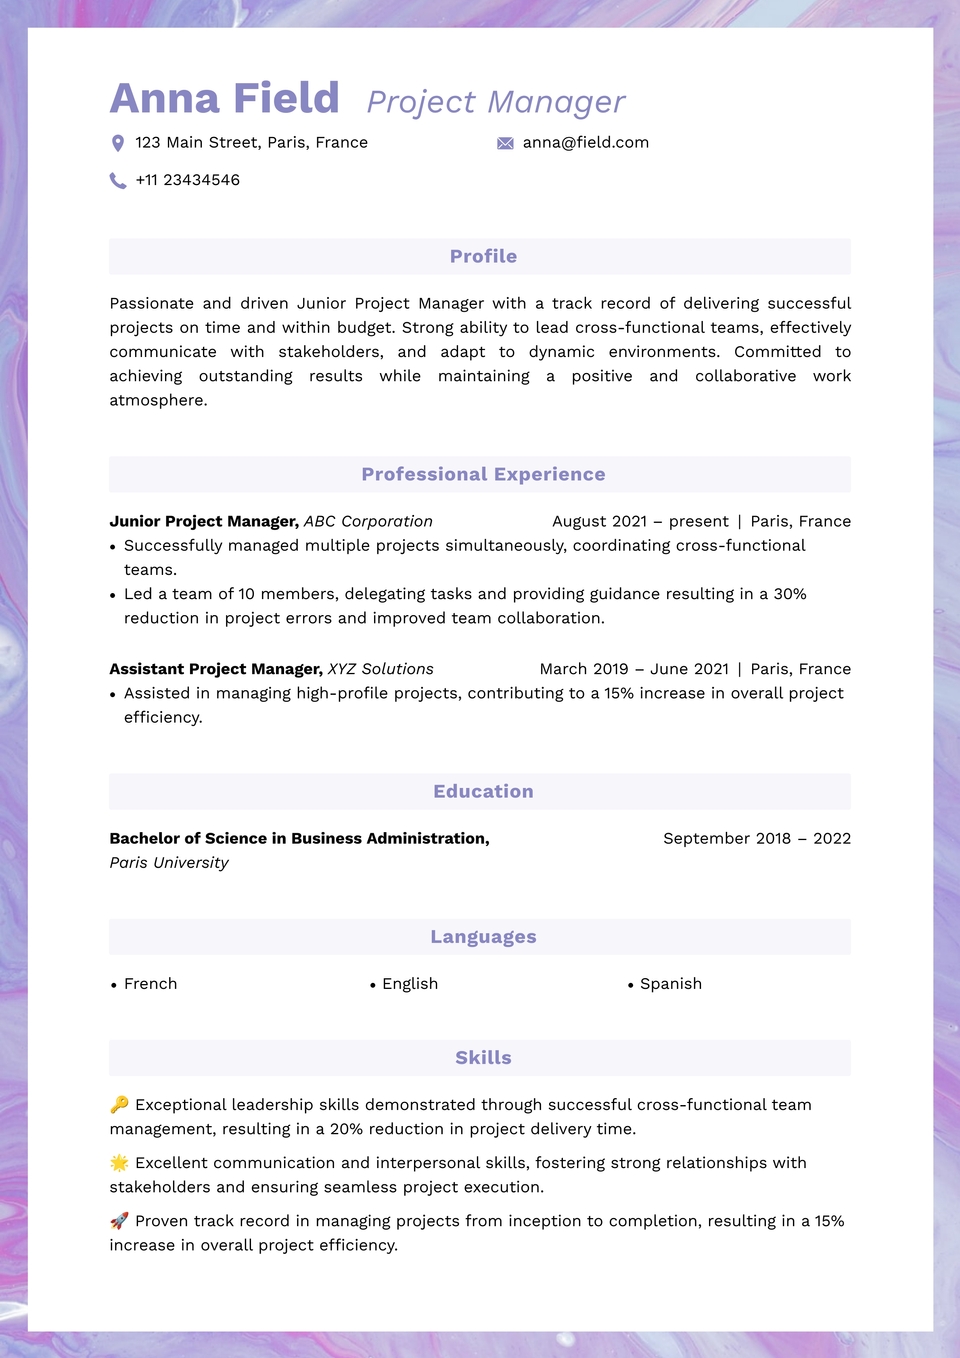 Anna Field Project Manager
123 Main Street, Paris, France anna@field.com
+11 23434546
Profile
Passionate and driven Junior Project Manager with a track record of delivering successful
projects on time and within budget. Strong ability to lead cross-functional teams, effectively
communicate with stakeholders, and adapt to dynamic environments. Committed to
achieving outstanding results while maintaining a positive and collaborative work
atmosphere.
Professional Experience
Junior Project Manager, ABC Corporation August 2021 – present | Paris, France
• Successfully managed multiple projects simultaneously, coordinating cross-functional
teams.
• Led a team of 10 members, delegating tasks and providing guidance resulting in a 30%
reduction in project errors and improved team collaboration.
Assistant Project Manager, XYZ Solutions March 2019 – June 2021 | Paris, France
• Assisted in managing high-profile projects, contributing to a 15% increase in overall project
efficiency.
Education
Bachelor of Science in Business Administration, September 2018 – 2022
Paris University
Languages
• French • English • Spanish
Skills
🔑 Exceptional leadership skills demonstrated through successful cross-functional team
management, resulting in a 20% reduction in project delivery time.
🌟 Excellent communication and interpersonal skills, fostering strong relationships with
stakeholders and ensuring seamless project execution.
🚀 Proven track record in managing projects from inception to completion, resulting in a 15%
increase in overall project efficiency.